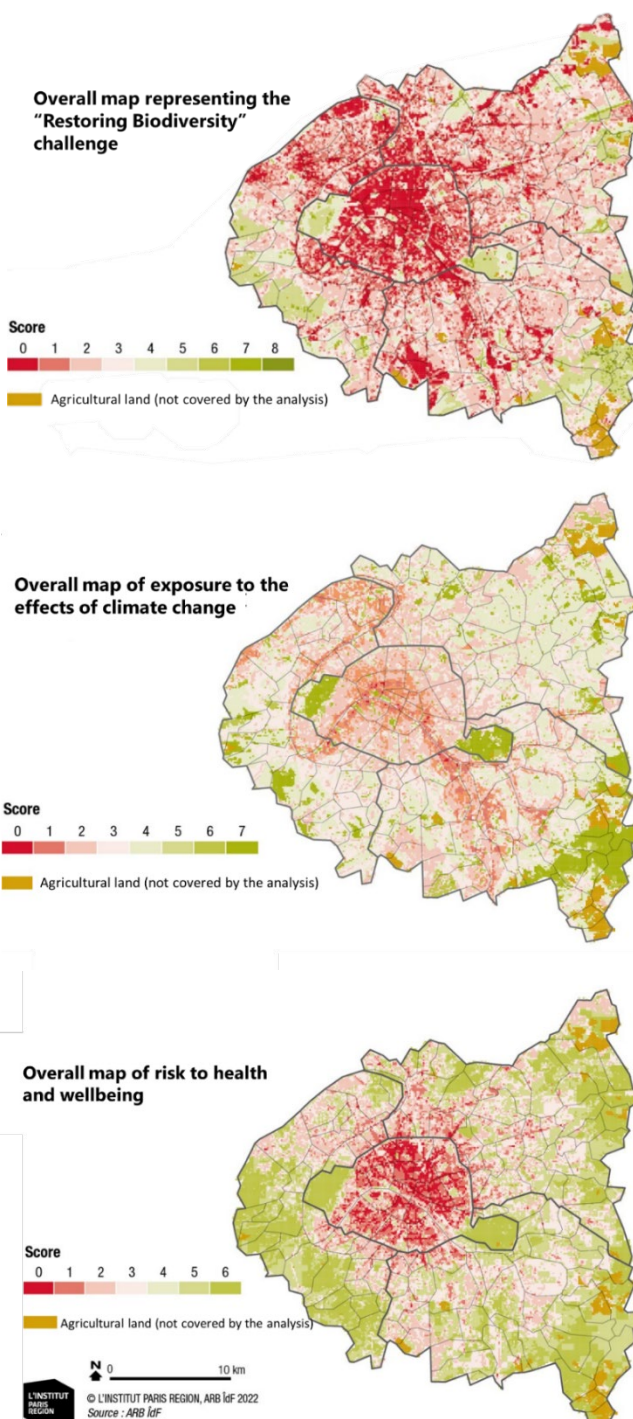 Overall map representing the
“Restoring Biodiversity”
challenge
Score
0 1 2 3 4 5 6 7 8
Agricultural land (not covered by the analysis)
Overall map of exposure to the
effects of climate change
Score
0 1 2 3 4 5 6 7
Agricultural land (not covered by the analysis)
Overall map of risk to health
and wellbeing
Score
0 1 2 3 4 5 6
Agricultural land (not covered by the analysis)
N 0 10 km
L'INSTITUT
PARIS
REGION
© L'INSTITUT PARIS REGION, ARB ÎdF 2022
Source : ARB ÎdF